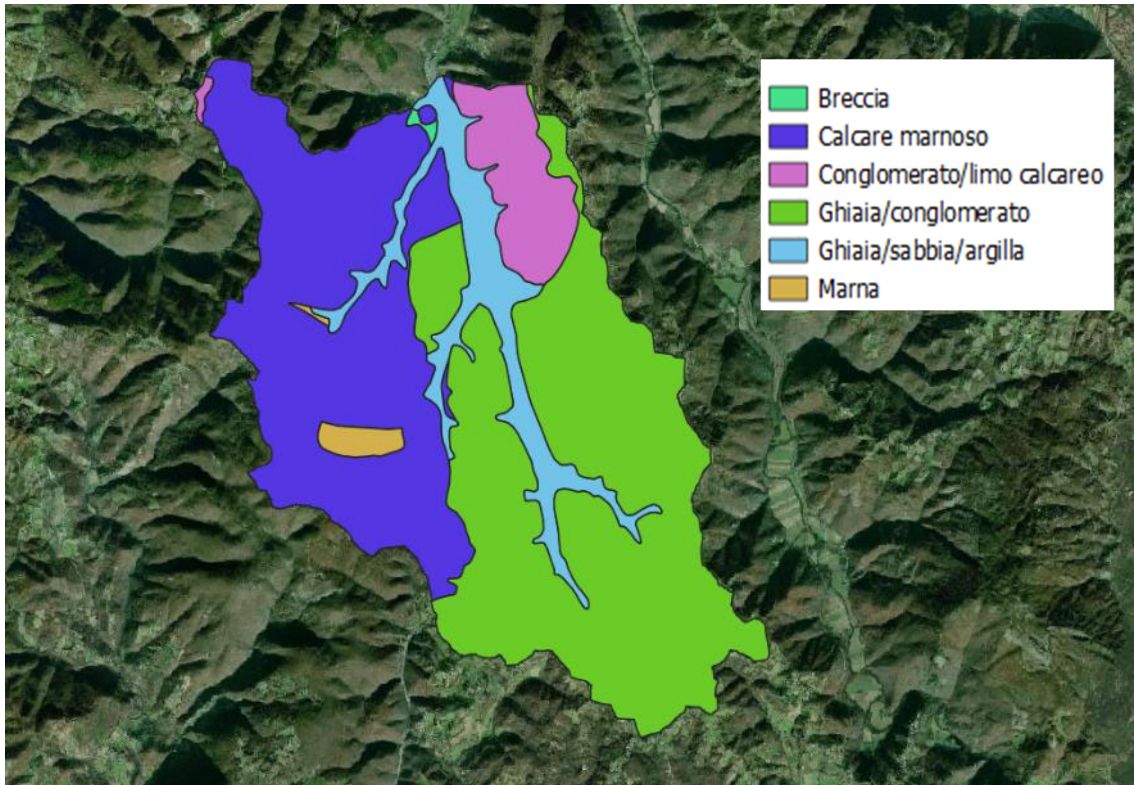 Breccia
Calcare marnoso
Conglomerato/limo calcareo
Ghiaia/conglomerato
Ghiaia/sabbia/argilla
Marna